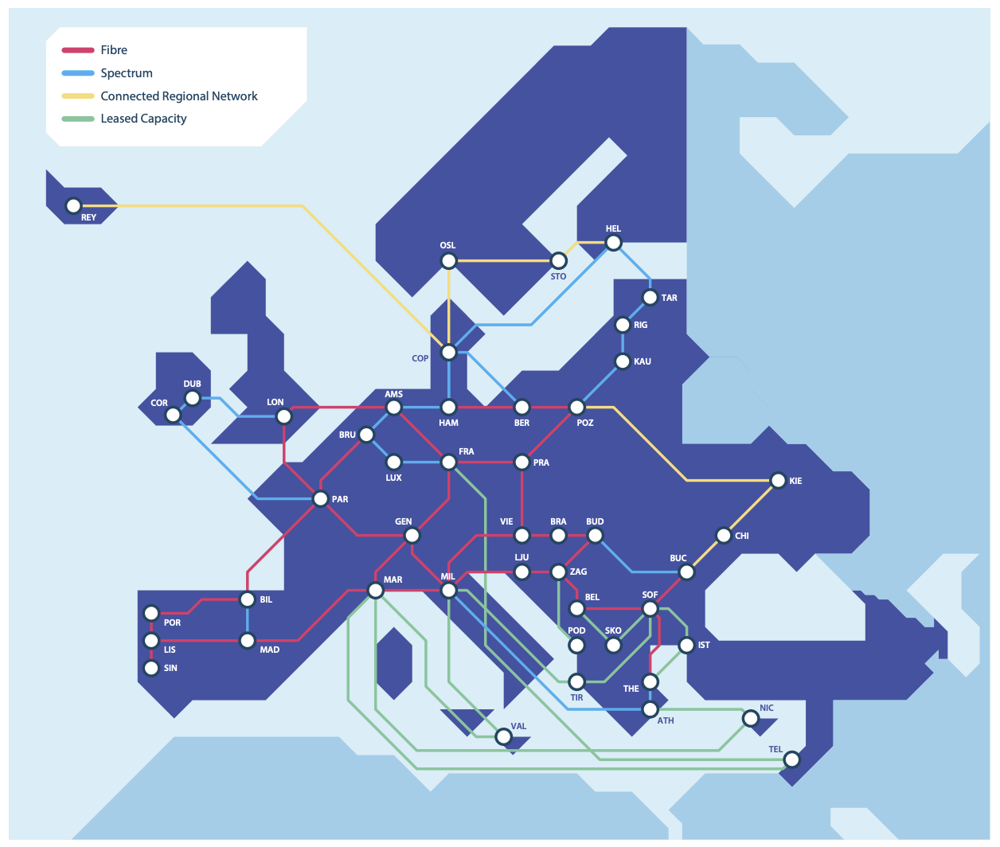 Fibre
Spectrum
Connected Regional Network
Leased Capacity
REY
HEL
OSL
STO
TAR
RIG
COP
KAU
DUB
AMS
COR
LON
HAM
BER
POZ
BRU
FRA
PRA
LUX
KIE
PAR
GEN
VIE
BRA
BUD
CHI
LJU
BUC
ZAG
MAR
MIL
BEL
SOF
BIL
POR
POD
SKO
LIS
MAD
IST
SIN
THE
TIR
NIC
ATH
VAL
TEL